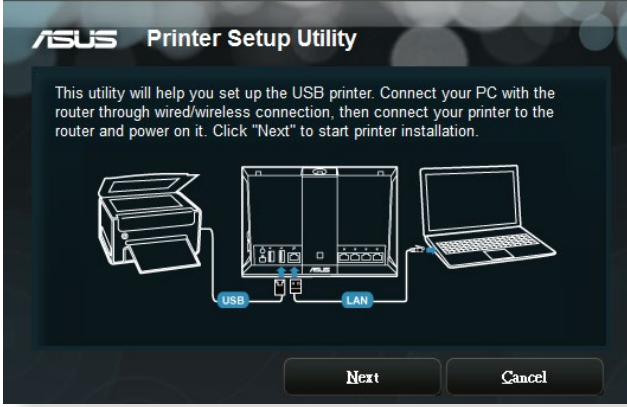 ASUS Printer Setup Utility
This utility will help you set up the USB printer. Connect your PC with the
router through wired/wireless connection, then connect your printer to the
router and power on it. Click "Next" to start printer installation.
ASUS
USB
LAN
Next
Cancel